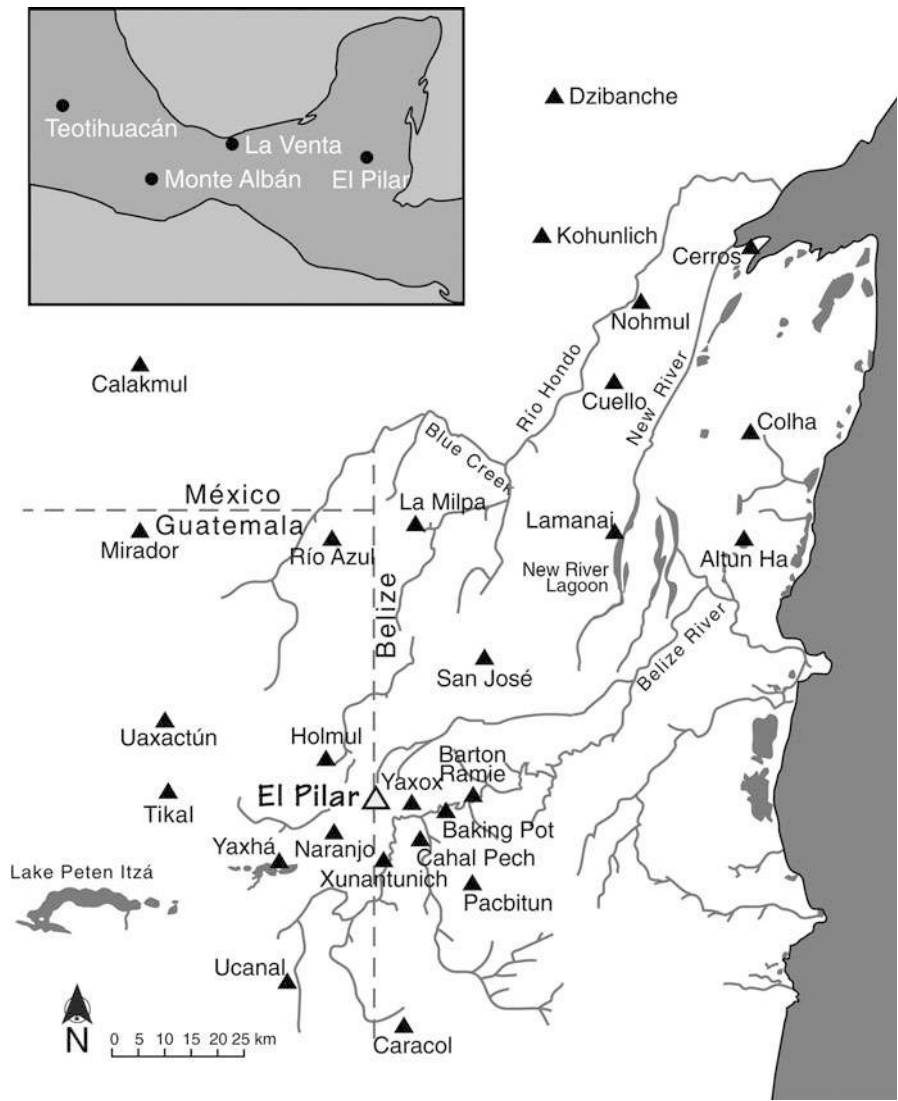 Teotihuacán
La Venta
Monte Albán
El Pilar
Dzibanche
Kohunlich
Cerros
Nohmul
Río Hondo
New River
Calakmul
Cuello
Colha
Blue Creek
México
Guatemala
La Milpa
Mirador
Río Azul
Lamanai
Altun Ha
New River
Lagoon
Belize
Belize River
San José
Uaxactún
Holmul
Barton
Ramie
El Pilar
Yaxox
Tikal
Baking Pot
Yaxhá
Naranjo
Cahal Pech
Lake Peten Itzá
Xunantunich
Pacbitun
Ucanal
N
0 5 10 15 20 25 km
Caracol